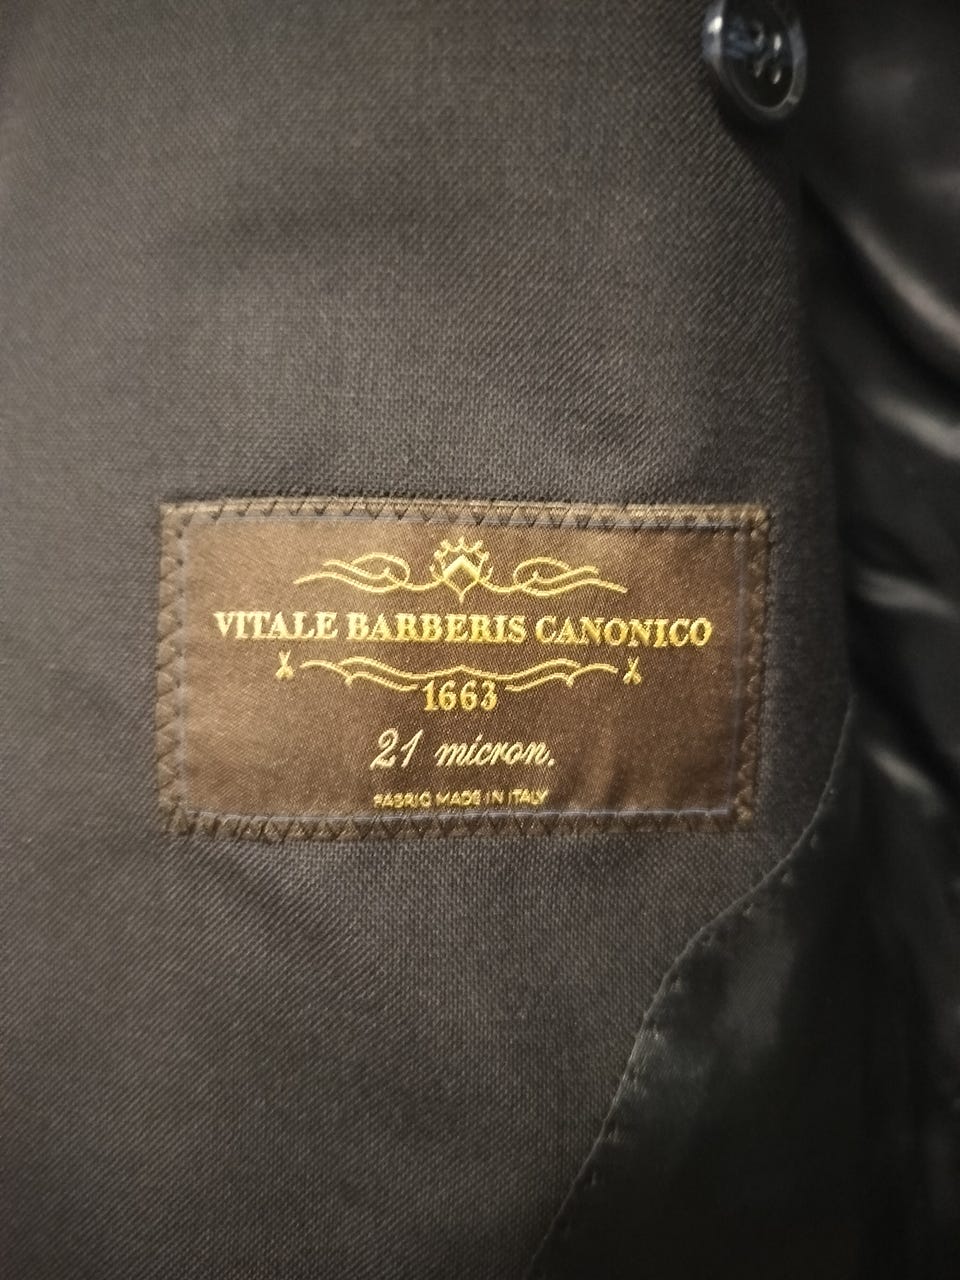 VITALE BARBERIS CANONICO
1663
21 micron.
FABRIC MADE IN ITALY